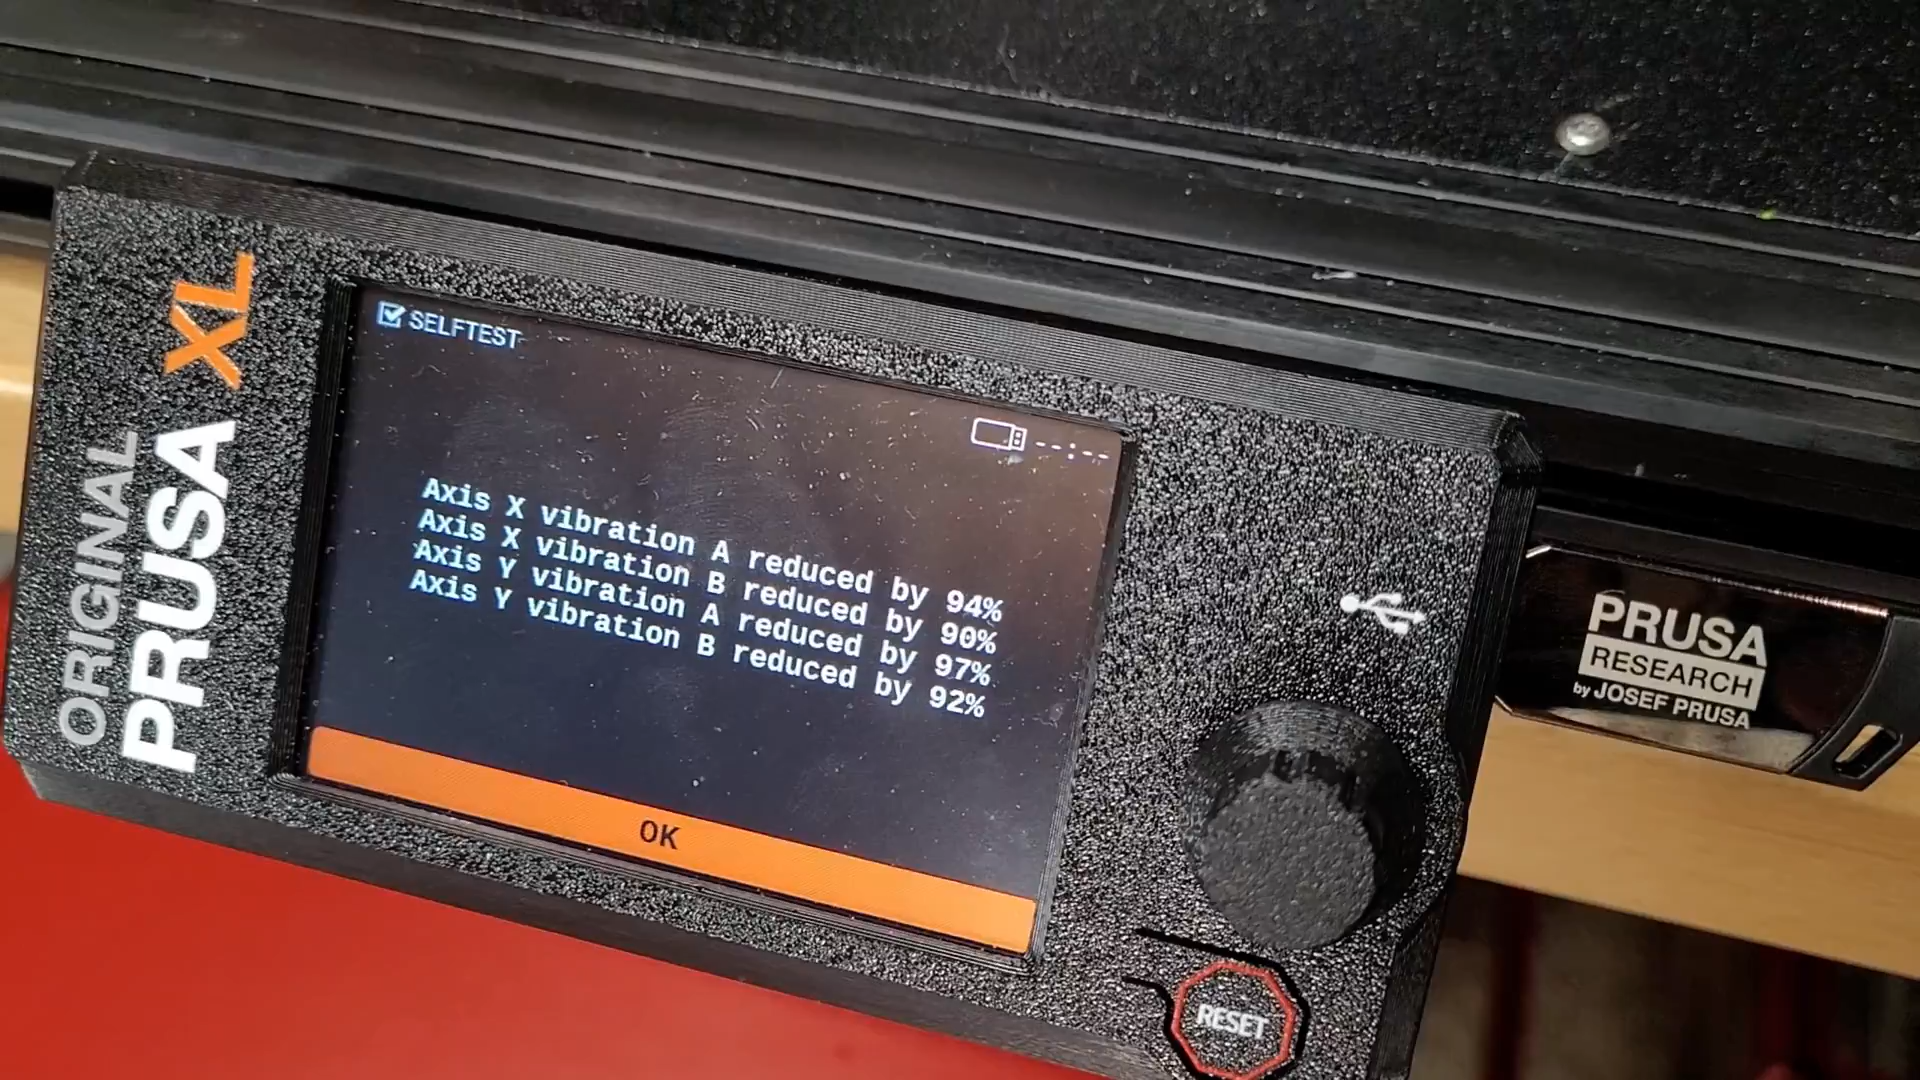 ORIGINAL
PRUSA XL
SELFTEST
--:--
Axis X vibration A reduced by 94%
Axis X vibration B reduced by 90%
Axis Y vibration A reduced by 97%
Axis Y vibration B reduced by 92%
OK
RESET
PRUSA
RESEARCH
by JOSEF PRUSA